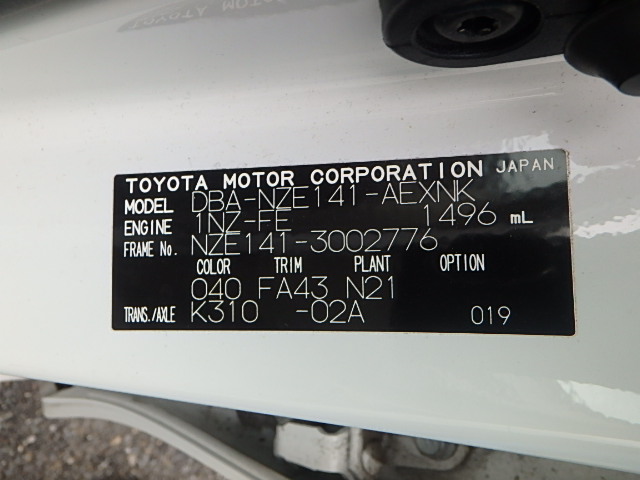 TOYOTA MOTOR CORPORATION JAPAN
MODEL DBA-NZE141-AEXNK
ENGINE 1NZ-FE 1496 mL
FRAME No. NZE141-3002776
COLOR TRIM PLANT OPTION
040 FA43 N21
TRANS./AXLE K310 -02A 019